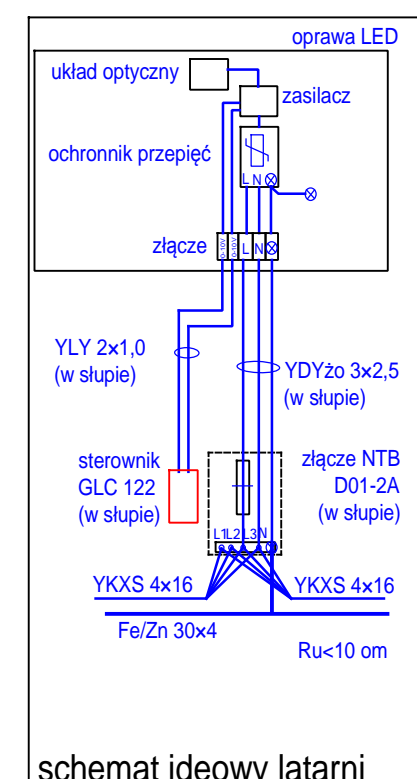 oprawa LED
układ optyczny
zasilacz
ochronnik przepięć
L N
złącze
0-10V 0-10V L N
YLY 2×1,0
(w słupie)
YDYżo 3×2,5
(w słupie)
sterownik
GLC 122
(w słupie)
złącze NTB
D01-2A
(w słupie)
L1L2L3N
YKXS 4×16
YKXS 4×16
Fe/Zn 30×4
Ru<10 om
schemat ideowy latarni